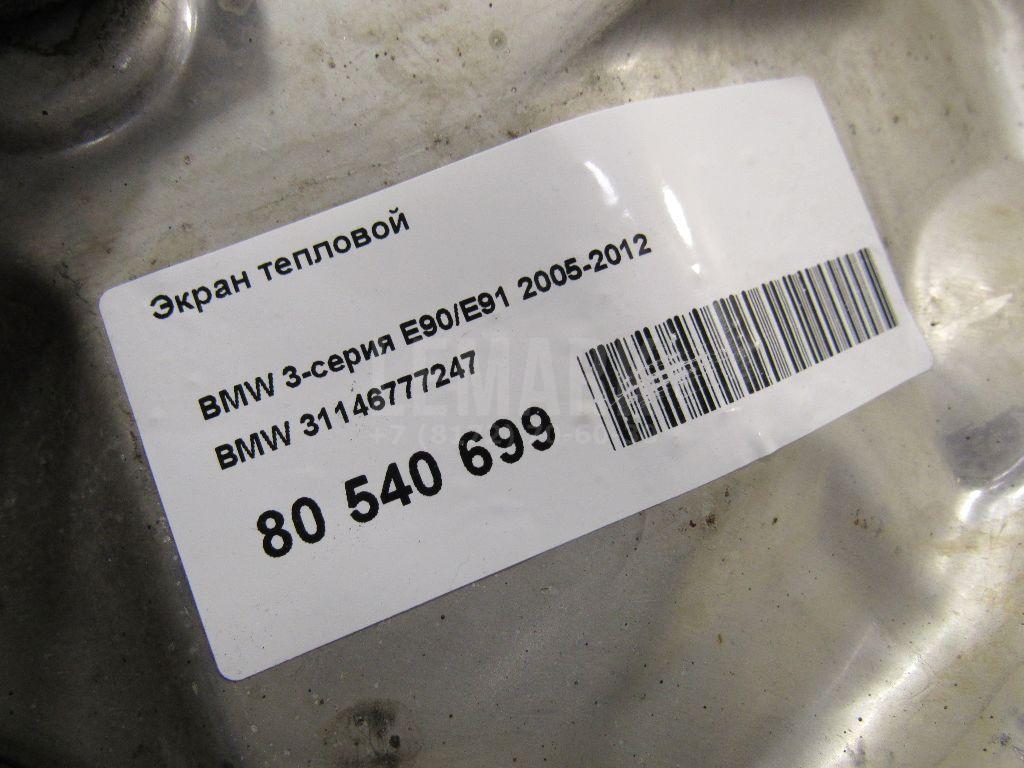 Экран тепловой
BMW 3-серия E90/E91 2005-2012
BMW 31146777247
80 540 699